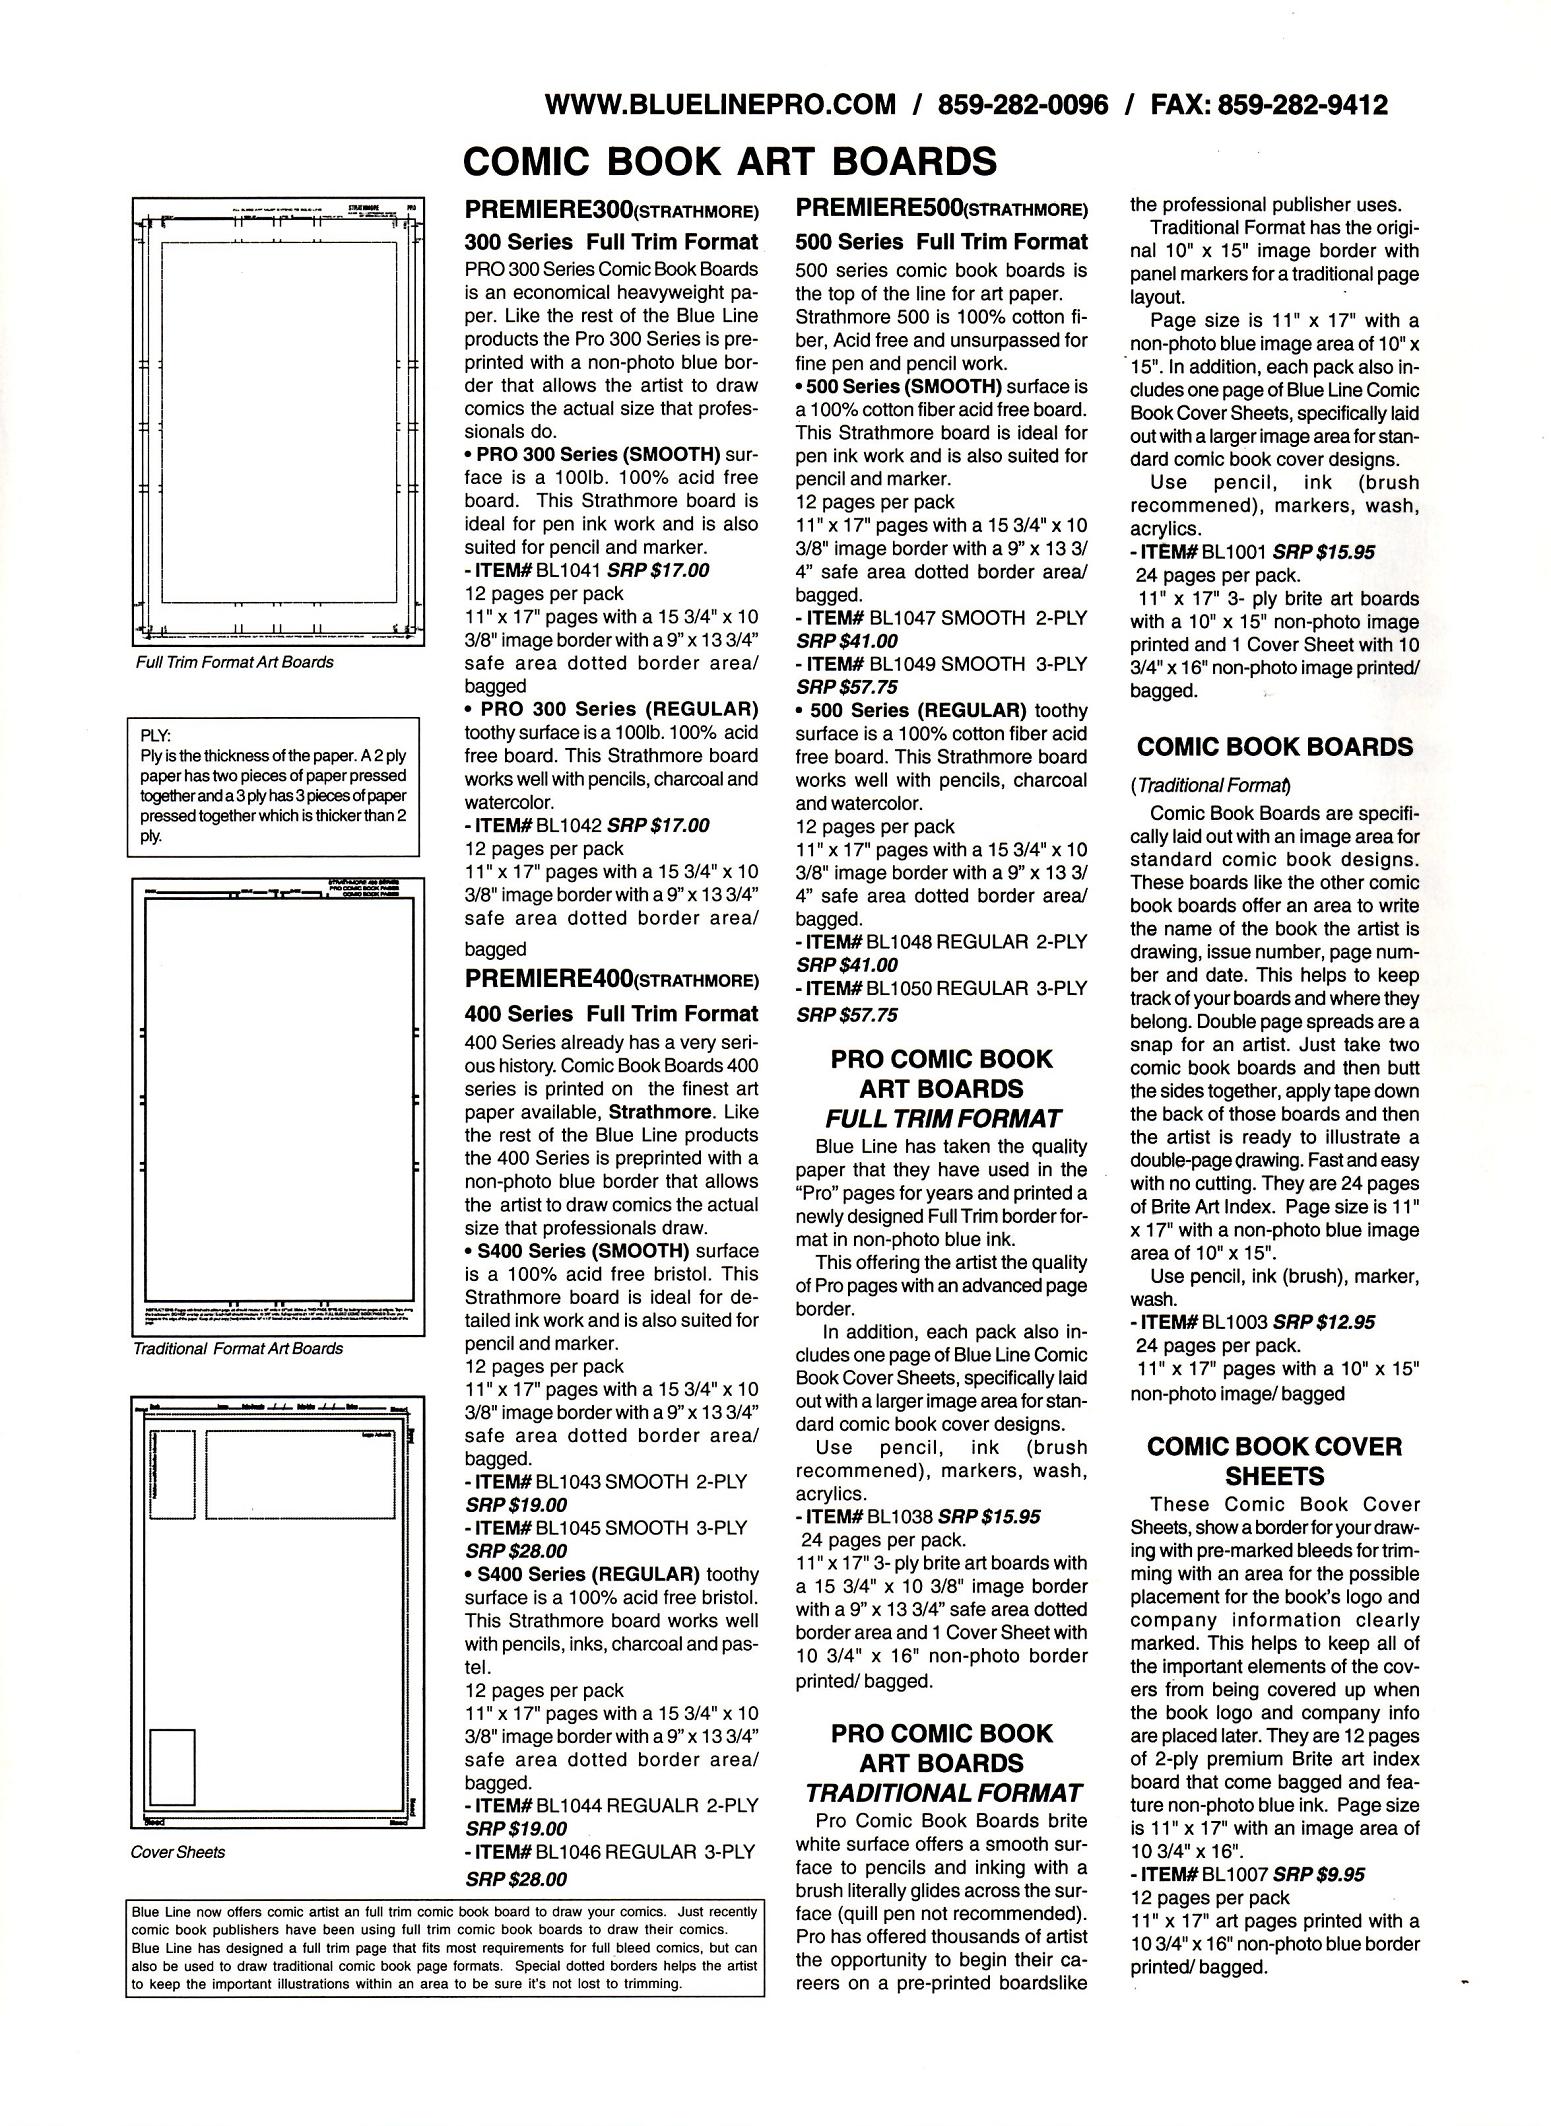 WWW.BLUELINEPRO.COM / 859-282-0096 / FAX: 859-282-9412
COMIC BOOK ART BOARDS
Full Trim Format Art Boards
PLY:
Ply is the thickness of the paper. A 2 ply
paper has two pieces of paper pressed
together and a 3 ply has 3 pieces of paper
pressed together which is thicker than 2
ply.
Traditional Format Art Boards
Cover Sheets
PREMIERE300(STRATHMORE)
300 Series Full Trim Format
PRO 300 Series Comic Book Boards
is an economical heavyweight pa-
per. Like the rest of the Blue Line
products the Pro 300 Series is pre-
printed with a non-photo blue bor-
der that allows the artist to draw
comics the actual size that profes-
sionals do.
• PRO 300 Series (SMOOTH) sur-
face is a 100lb. 100% acid free
board. This Strathmore board is
ideal for pen ink work and is also
suited for pencil and marker.
- ITEM# BL1041 SRP $17.00
12 pages per pack
11" x 17" pages with a 15 3/4" x 10
3/8" image border with a 9” x 13 3/4”
safe area dotted border area/
bagged
• PRO 300 Series (REGULAR)
toothy surface is a 100lb. 100% acid
free board. This Strathmore board
works well with pencils, charcoal and
watercolor.
- ITEM# BL1042 SRP $17.00
12 pages per pack
11" x 17" pages with a 15 3/4" x 10
3/8" image border with a 9” x 13 3/4”
safe area dotted border area/
bagged
PREMIERE400(STRATHMORE)
400 Series Full Trim Format
400 Series already has a very seri-
ous history. Comic Book Boards 400
series is printed on the finest art
paper available, Strathmore. Like
the rest of the Blue Line products
the 400 Series is preprinted with a
non-photo blue border that allows
the artist to draw comics the actual
size that professionals draw.
• S400 Series (SMOOTH) surface
is a 100% acid free bristol. This
Strathmore board is ideal for de-
tailed ink work and is also suited for
pencil and marker.
12 pages per pack
11" x 17" pages with a 15 3/4" x 10
3/8" image border with a 9” x 13 3/4”
safe area dotted border area/
bagged.
- ITEM# BL1043 SMOOTH 2-PLY
SRP $19.00
- ITEM# BL1045 SMOOTH 3-PLY
SRP $28.00
• S400 Series (REGULAR) toothy
surface is a 100% acid free bristol.
This Strathmore board works well
with pencils, inks, charcoal and pas-
tel.
12 pages per pack
11" x 17" pages with a 15 3/4" x 10
3/8" image border with a 9” x 13 3/4”
safe area dotted border area/
bagged.
- ITEM# BL1044 REGUALR 2-PLY
SRP $19.00
- ITEM# BL1046 REGULAR 3-PLY
SRP $28.00
Blue Line now offers comic artist an full trim comic book board to draw your comics. Just recently
comic book publishers have been using full trim comic book boards to draw their comics.
Blue Line has designed a full trim page that fits most requirements for full bleed comics, but can
also be used to draw traditional comic book page formats. Special dotted borders helps the artist
to keep the important illustrations within an area to be sure it's not lost to trimming.
PREMIERE500(STRATHMORE)
500 Series Full Trim Format
500 series comic book boards is
the top of the line for art paper.
Strathmore 500 is 100% cotton fi-
ber, Acid free and unsurpassed for
fine pen and pencil work.
• 500 Series (SMOOTH) surface is
a 100% cotton fiber acid free board.
This Strathmore board is ideal for
pen ink work and is also suited for
pencil and marker.
12 pages per pack
11" x 17" pages with a 15 3/4" x 10
3/8" image border with a 9” x 13 3/
4” safe area dotted border area/
bagged.
- ITEM# BL1047 SMOOTH 2-PLY
SRP $41.00
- ITEM# BL1049 SMOOTH 3-PLY
SRP $57.75
• 500 Series (REGULAR) toothy
surface is a 100% cotton fiber acid
free board. This Strathmore board
works well with pencils, charcoal
and watercolor.
12 pages per pack
11" x 17" pages with a 15 3/4" x 10
3/8" image border with a 9” x 13 3/
4” safe area dotted border area/
bagged.
- ITEM# BL1048 REGULAR 2-PLY
SRP $41.00
- ITEM# BL1050 REGULAR 3-PLY
SRP $57.75
PRO COMIC BOOK
ART BOARDS
FULL TRIM FORMAT
Blue Line has taken the quality
paper that they have used in the
“Pro” pages for years and printed a
newly designed Full Trim border for-
mat in non-photo blue ink.
This offering the artist the quality
of Pro pages with an advanced page
border.
In addition, each pack also in-
cludes one page of Blue Line Comic
Book Cover Sheets, specifically laid
out with a larger image area for stan-
dard comic book cover designs.
Use pencil, ink (brush
recommened), markers, wash,
acrylics.
- ITEM# BL1038 SRP $15.95
24 pages per pack.
11" x 17" 3- ply brite art boards with
a 15 3/4" x 10 3/8" image border
with a 9” x 13 3/4” safe area dotted
border area and 1 Cover Sheet with
10 3/4" x 16" non-photo border
printed/ bagged.
PRO COMIC BOOK
ART BOARDS
TRADITIONAL FORMAT
Pro Comic Book Boards brite
white surface offers a smooth sur-
face to pencils and inking with a
brush literally glides across the sur-
face (quill pen not recommended).
Pro has offered thousands of artist
the opportunity to begin their ca-
reers on a pre-printed boardslike
the professional publisher uses.
Traditional Format has the origi-
nal 10" x 15" image border with
panel markers for a traditional page
layout.
Page size is 11" x 17" with a
non-photo blue image area of 10" x
15". In addition, each pack also in-
cludes one page of Blue Line Comic
Book Cover Sheets, specifically laid
out with a larger image area for stan-
dard comic book cover designs.
Use pencil, ink (brush
recommened), markers, wash,
acrylics.
- ITEM# BL1001 SRP $15.95
24 pages per pack.
11" x 17" 3- ply brite art boards
with a 10" x 15" non-photo image
printed and 1 Cover Sheet with 10
3/4" x 16" non-photo image printed/
bagged.
COMIC BOOK BOARDS
(Traditional Format)
Comic Book Boards are specifi-
cally laid out with an image area for
standard comic book designs.
These boards like the other comic
book boards offer an area to write
the name of the book the artist is
drawing, issue number, page num-
ber and date. This helps to keep
track of your boards and where they
belong. Double page spreads are a
snap for an artist. Just take two
comic book boards and then butt
the sides together, apply tape down
the back of those boards and then
the artist is ready to illustrate a
double-page drawing. Fast and easy
with no cutting. They are 24 pages
of Brite Art Index. Page size is 11"
x 17" with a non-photo blue image
area of 10" x 15".
Use pencil, ink (brush), marker,
wash.
- ITEM# BL1003 SRP $12.95
24 pages per pack.
11" x 17" pages with a 10" x 15"
non-photo image/ bagged
COMIC BOOK COVER
SHEETS
These Comic Book Cover
Sheets, show a border for your draw-
ing with pre-marked bleeds for trim-
ming with an area for the possible
placement for the book's logo and
company information clearly
marked. This helps to keep all of
the important elements of the cov-
ers from being covered up when
the book logo and company info
are placed later. They are 12 pages
of 2-ply premium Brite art index
board that come bagged and fea-
ture non-photo blue ink. Page size
is 11" x 17" with an image area of
10 3/4" x 16".
- ITEM# BL1007 SRP $9.95
12 pages per pack
11" x 17" art pages printed with a
10 3/4" x 16" non-photo blue border
printed/ bagged.